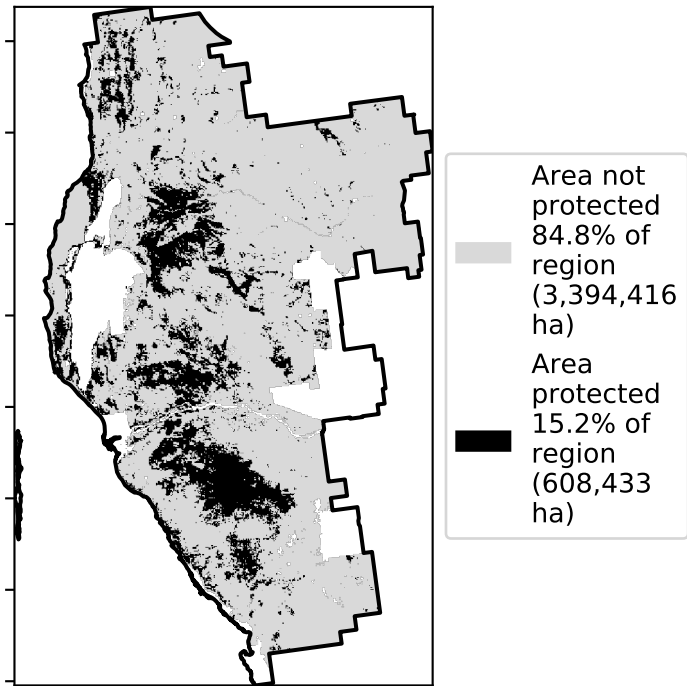 Area not
protected
84.8% of
region
(3,394,416
ha)
Area
protected
15.2% of
region
(608,433
ha)